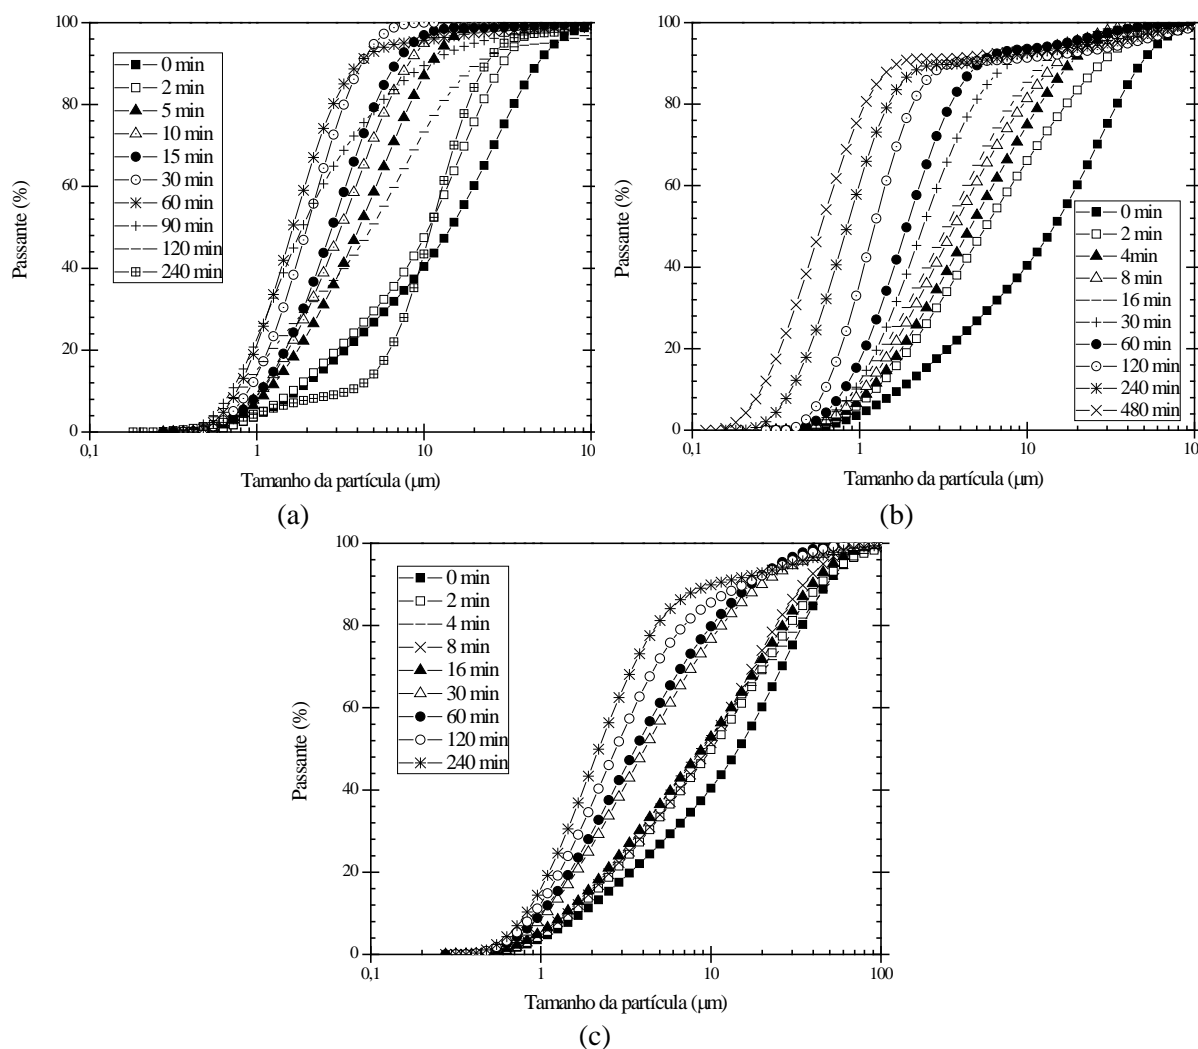 100
80
60
40
20
0
Passante (%)
0 min
2 min
5 min
10 min
15 min
30 min
60 min
90 min
120 min
240 min
0,1
1
10
10
Tamanho da partícula (µm)
(a)
100
80
60
40
20
0
Passante (%)
0 min
2 min
4min
8 min
16 min
30 min
60 min
120 min
240 min
480 min
0,1
1
10
10
Tamanho da partícula (µm)
(b)
100
80
60
40
20
0
Passante (%)
0 min
2 min
4 min
8 min
16 min
30 min
60 min
120 min
240 min
0,1
1
10
100
Tamanho da partícula (µm)
(c)